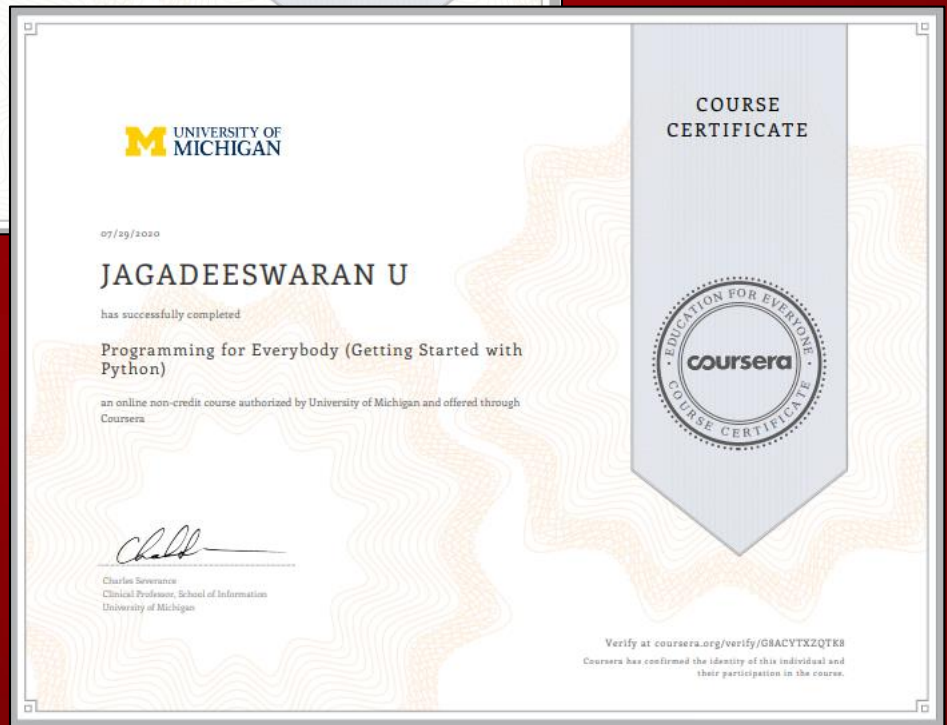 UNIVERSITY OF
MICHIGAN
07/29/2020
JAGADEESWARAN U
has successfully completed
Programming for Everybody (Getting Started with
Python)
an online non-credit course authorized by University of Michigan and offered through
Coursera
Charles Severance
Clinical Professor, School of Information
University of Michigan
COURSE
CERTIFICATE
EDUCATION FOR EVERYONE
coursera
COURSE CERTIFICATE
Verify at coursera.org/verify/G8ACYTXZQTK8
Coursera has confirmed the identity of this individual and
their participation in the course.